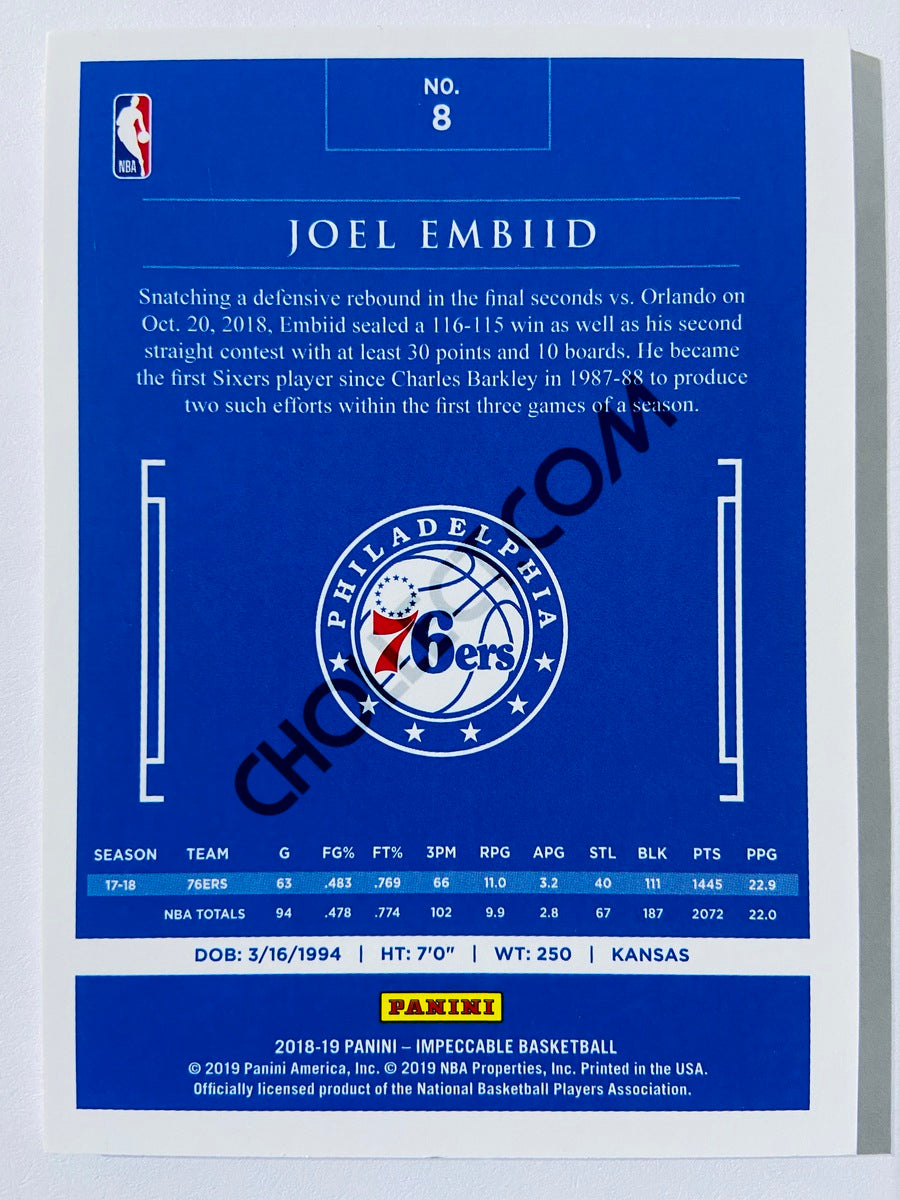 NO.
8
NBA
JOEL EMBIID
Snatching a defensive rebound in the final seconds vs. Orlando on
Oct. 20, 2018, Embiid sealed a 116-115 win as well as his second
straight contest with at least 30 points and 10 boards. He became
the first Sixers player since Charles Barkley in 1987-88 to produce
two such efforts within the first three games of a season.
PHILADELPHIA
76ers
SEASON TEAM G FG% FT% 3PM RPG APG STL BLK PTS PPG
17-18 76ERS 63 .483 .769 66 11.0 3.2 40 111 1445 22.9
NBA TOTALS 94 .478 .774 102 9.9 2.8 67 187 2072 22.0
DOB: 3/16/1994 | HT: 7'0" | WT: 250 | KANSAS
PANINI
2018-19 PANINI – IMPECCABLE BASKETBALL
© 2019 Panini America, Inc. © 2019 NBA Properties, Inc. Printed in the USA.
Officially licensed product of the National Basketball Players Association.